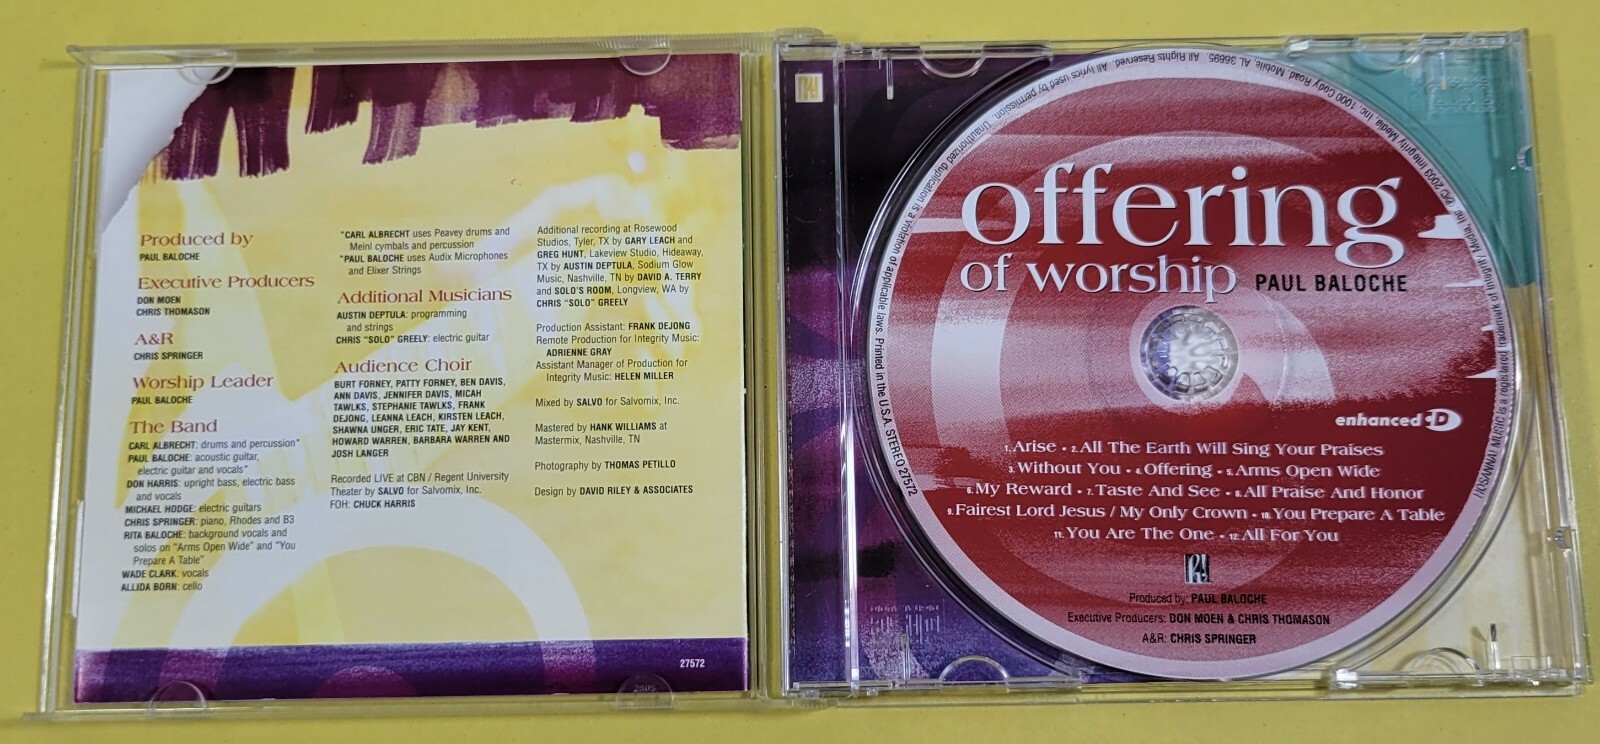 Produced by
PAUL BALOCHE
Executive Producers
DON MOEN
CHRIS THOMASON
A&R
CHRIS SPRINGER
Worship Leader
PAUL BALOCHE
The Band
CARL ALBRECHT: drums and percussion*
PAUL BALOCHE: acoustic guitar,
electric guitar and vocals*
DON HARRIS: upright bass, electric bass
and vocals
MICHAEL HODGE: electric guitars
CHRIS SPRINGER: piano, Rhodes and B3
RITA BALOCHE: background vocals and
solos on "Arms Open Wide" and "You
Prepare A Table"
WADE CLARK: vocals
ALLIDA BORN: cello
*CARL ALBRECHT uses Peavey drums and
Meinl cymbals and percussion
*PAUL BALOCHE uses Audix Microphones
and Elixer Strings
Additional Musicians
AUSTIN DEPTULA: programming
and strings
CHRIS "SOLO" GREELY: electric guitar
Audience Choir
BURT FORNEY, PATTY FORNEY, BEN DAVIS,
ANN DAVIS, JENNIFER DAVIS, MICAH
TAWLKS, STEPHANIE TAWLKS, FRANK
DEJONG, LEANNA LEACH, KIRSTEN LEACH,
SHAWNA UNGER, ERIC TATE, JAY KENT,
HOWARD WARREN, BARBARA WARREN AND
JOSH LANGER
Recorded LIVE at CBN / Regent University
Theater by SALVO for Salvomix, Inc.
FOH: CHUCK HARRIS
Additional recording at Rosewood
Studios, Tyler, TX by GARY LEACH and
GREG HUNT, Lakeview Studio, Hideaway,
TX by AUSTIN DEPTULA, Sodium Glow
Music, Nashville, TN by DAVID A. TERRY
and SOLO'S ROOM, Longview, WA by
CHRIS "SOLO" GREELY
Production Assistant: FRANK DEJONG
Remote Production for Integrity Music:
ADRIENNE GRAY
Assistant Manager of Production for
Integrity Music: HELEN MILLER
Mixed by SALVO for Salvomix, Inc.
Mastered by HANK WILLIAMS at
Mastermix, Nashville, TN
Photography by THOMAS PETILLO
Design by DAVID RILEY & ASSOCIATES
27572
offering
of worship PAUL BALOCHE
enhanced CD
1. Arise • 2. All The Earth Will Sing Your Praises
3. Without You • 4. Offering • 5. Arms Open Wide
6. My Reward • 7. Taste And See • 8. All Praise And Honor
9. Fairest Lord Jesus / My Only Crown • 10. You Prepare A Table
11. You Are The One • 12. All For You
Produced by: PAUL BALOCHE
Executive Producers: DON MOEN & CHRIS THOMASON
A&R: CHRIS SPRINGER
HOSANNA! MUSIC is a registered trademark of Integrity Media, Inc. ℗© 2003 Integrity Media, Inc. 1000 Cody Road, Mobile, AL 36695. All Rights Reserved. All lyrics used by permission. Unauthorized duplication is a violation of applicable laws. Printed in the U.S.A. STEREO 27572